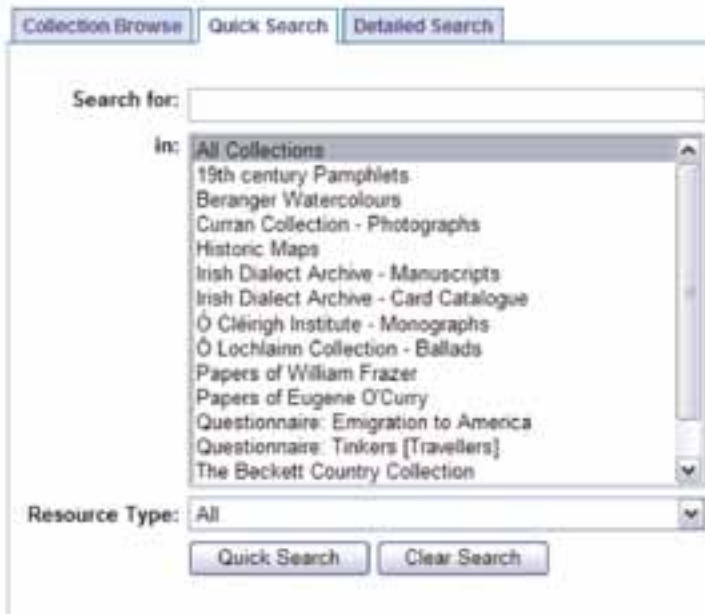 Collection Browse Quick Search Detailed Search
Search for:
in: All Collections
19th century Pamphlets
Beranger Watercolours
Curran Collection - Photographs
Historic Maps
Irish Dialect Archive - Manuscripts
Irish Dialect Archive - Card Catalogue
Ó Cléirigh Institute - Monographs
Ó Lochlainn Collection - Ballads
Papers of William Frazer
Papers of Eugene O'Curry
Questionnaire: Emigration to America
Questionnaire: Tinkers [Travellers]
The Beckett Country Collection
Resource Type: All
Quick Search Clear Search